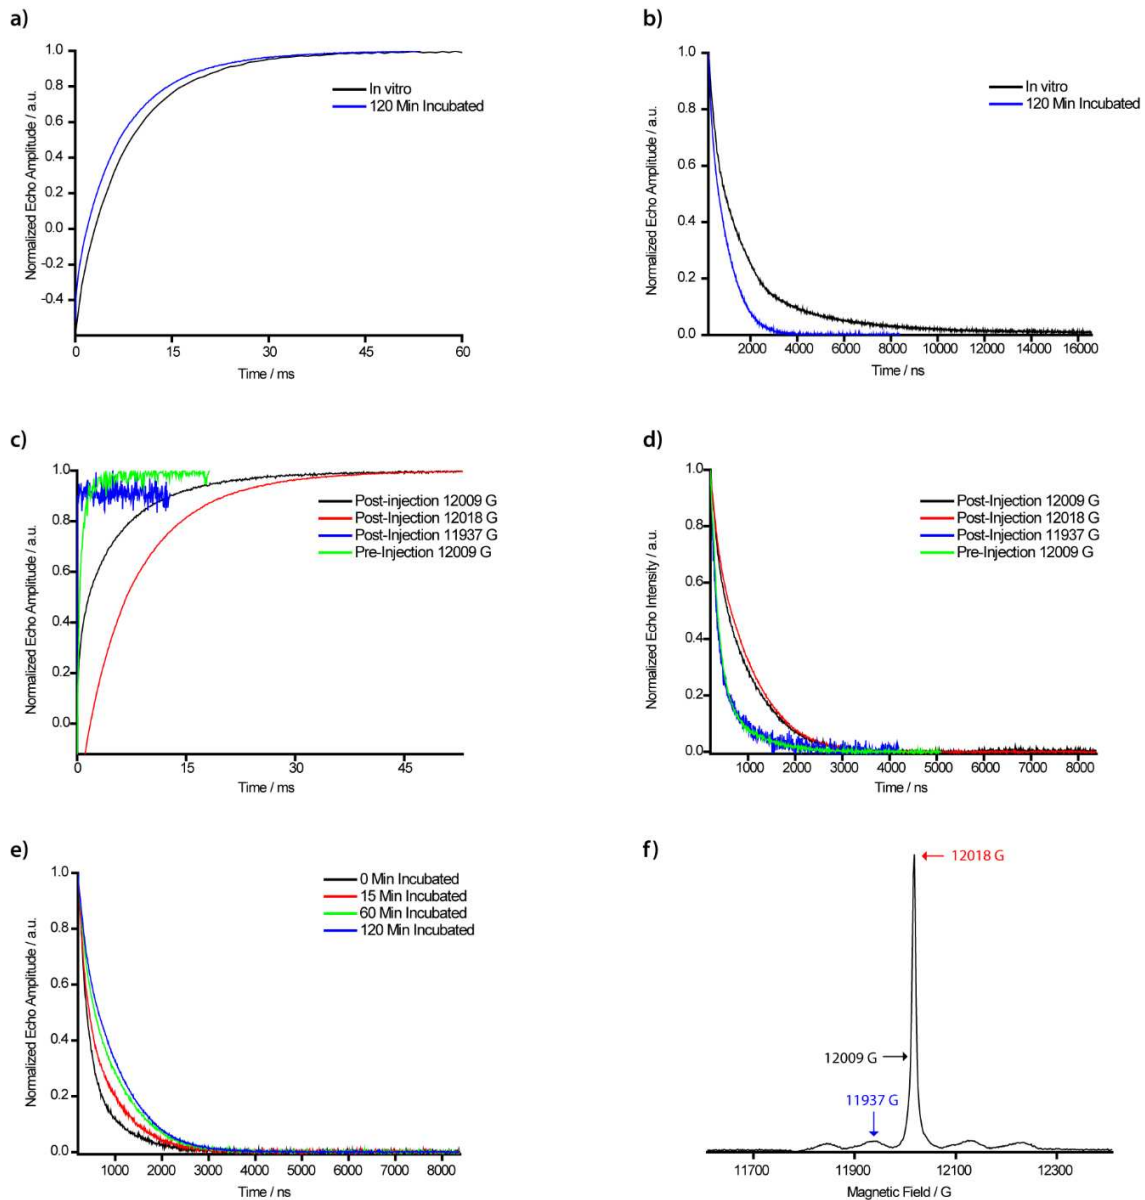 a)
Normalized Echo Amplitude / a.u.
1.0
0.8
0.6
0.4
0.2
0.0
-0.2
-0.4
In vitro
120 Min Incubated
0 15 30 45 60
Time / ms
b)
Normalized Echo Amplitude / a.u.
1.0
0.8
0.6
0.4
0.2
0.0
In vitro
120 Min Incubated
2000 4000 6000 8000 10000 12000 14000 16000
Time / ns
c)
Normalized Echo Amplitude / a.u.
1.0
0.8
0.6
0.4
0.2
0.0
Post-injection 12009 G
Post-Injection 12018 G
Post-Injection 11937 G
Pre-Injection 12009 G
0 15 30 45
Time / ms
d)
Normalized Echo Intensity / a.u.
1.0
0.8
0.6
0.4
0.2
0.0
Post-Injection 12009 G
Post-Injection 12018 G
Post-Injection 11937 G
Pre-Injection 12009 G
1000 2000 3000 4000 5000 6000 7000 8000
Time / ns
e)
Normalized Echo Amplitude / a.u.
1.0
0.8
0.6
0.4
0.2
0.0
0 Min Incubated
15 Min Incubated
60 Min Incubated
120 Min Incubated
1000 2000 3000 4000 5000 6000 7000 8000
Time / ns
f)
12018 G
12009 G
11937 G
11700 11900 12100 12300
Magnetic Field / G